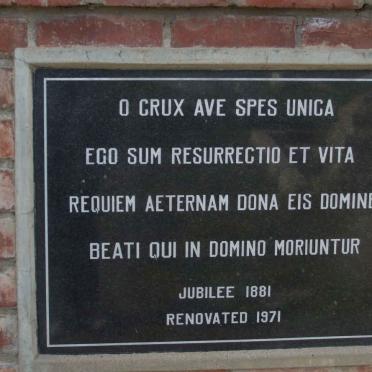 O CRUX AVE SPES UNICA
EGO SUM RESURRECTIO ET VITA
REQUIEM AETERNAM DONA EIS DOMINE
BEATI QUI IN DOMINO MORIUNTUR
JUBILEE 1881
RENOVATED 1971